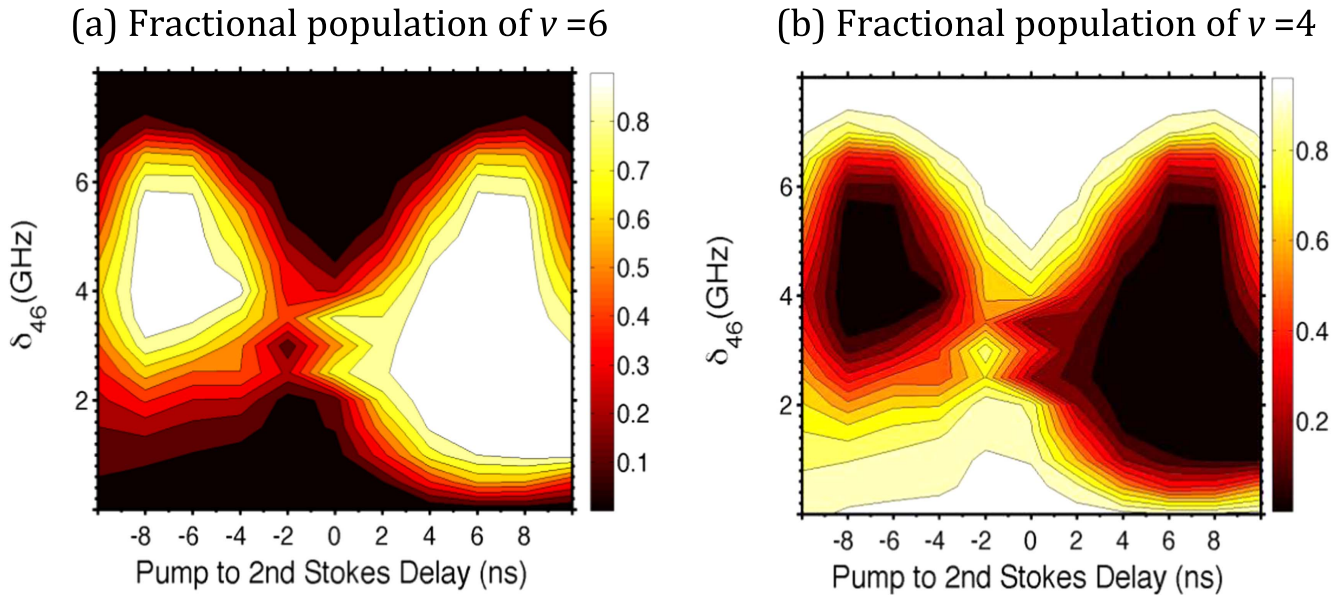 (a) Fractional population of v =6
(b) Fractional population of v =4
δ46(GHz)
6
4
2
-8 -6 -4 -2 0 2 4 6 8
Pump to 2nd Stokes Delay (ns)
0.8
0.7
0.6
0.5
0.4
0.3
0.2
0.1
δ46(GHz)
6
4
2
-8 -6 -4 -2 0 2 4 6 8
Pump to 2nd Stokes Delay (ns)
0.8
0.6
0.4
0.2